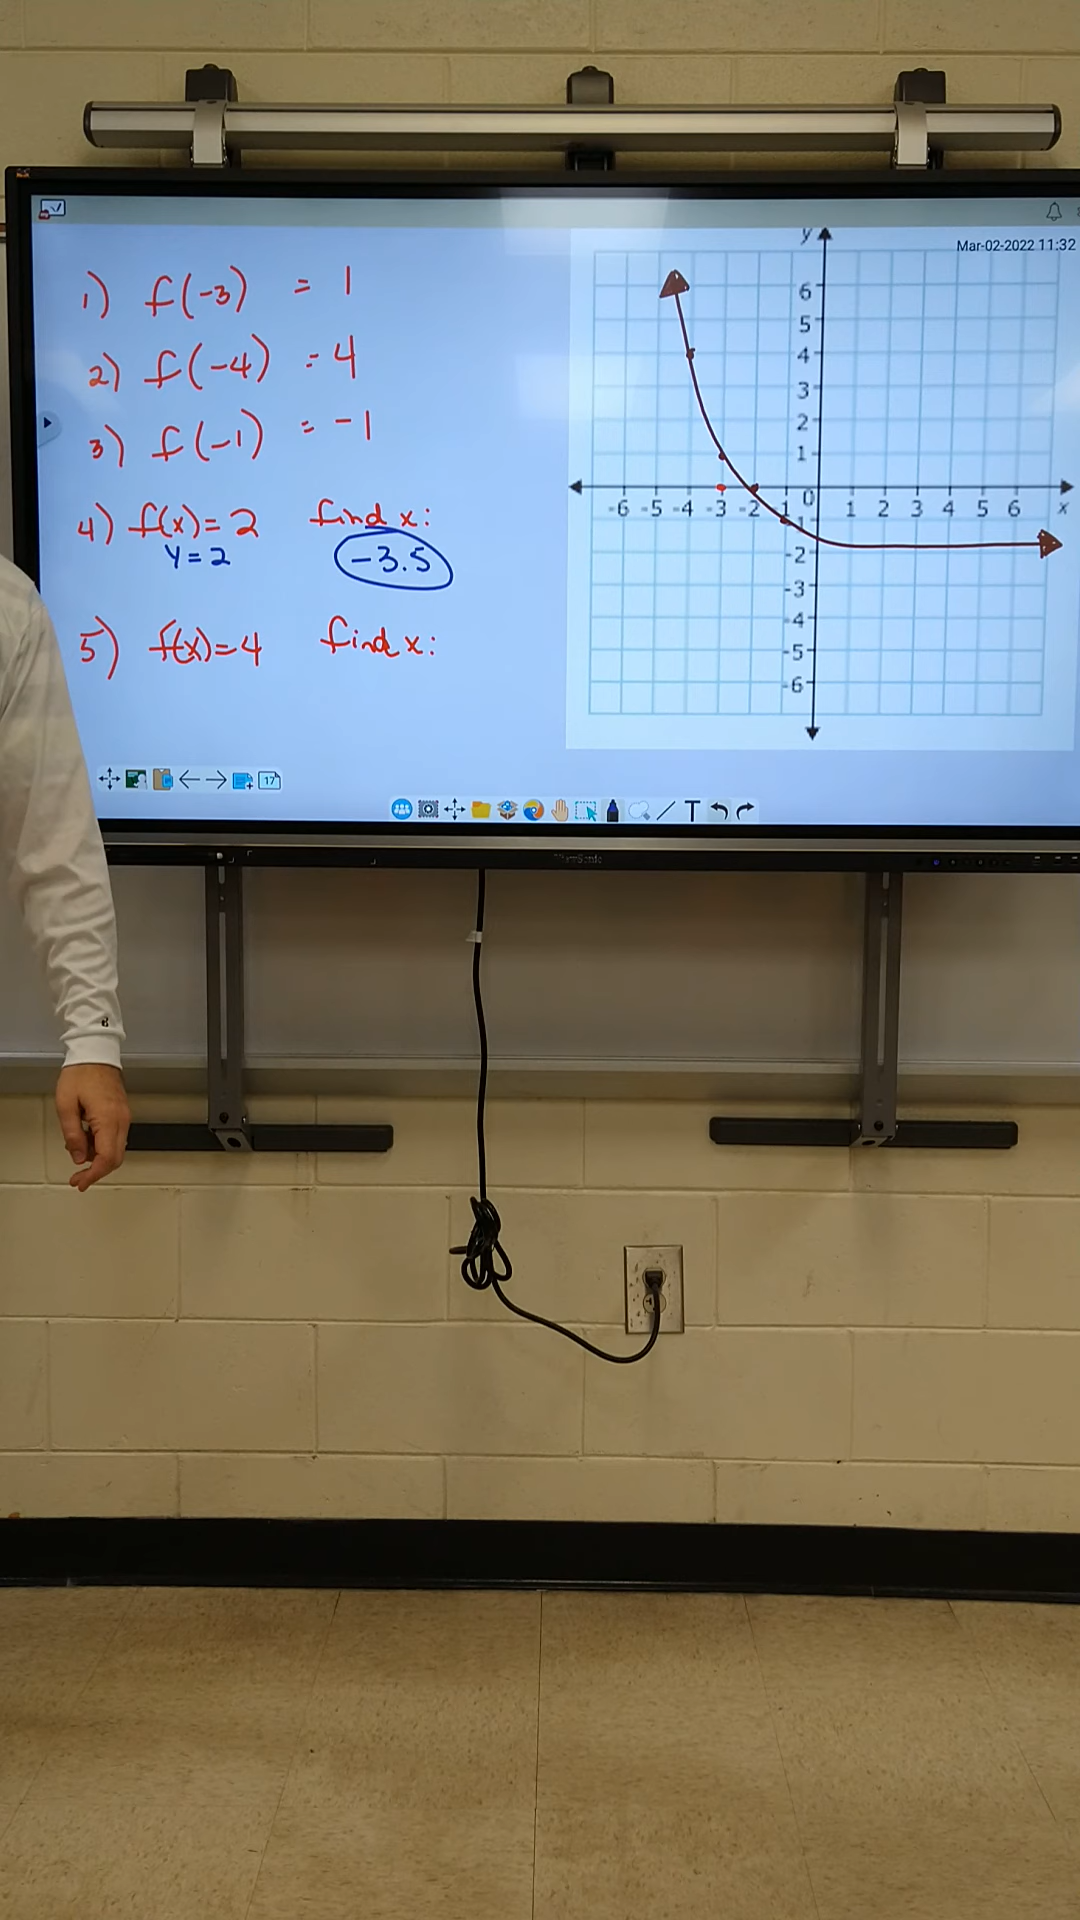 Mar-02-2022 11:32
1) f(-3) = 1
2) f(-4) = 4
3) f(-1) = -1
4) f(x) = 2 find x:
y = 2 -3.5
5) f(x) = -4 find x:
y
6
5
4
3
2
1
-6 -5 -4 -3 -2 -1 0 1 2 3 4 5 6 x
-1
-2
-3
-4
-5
-6
17
T
ViewSonic
B